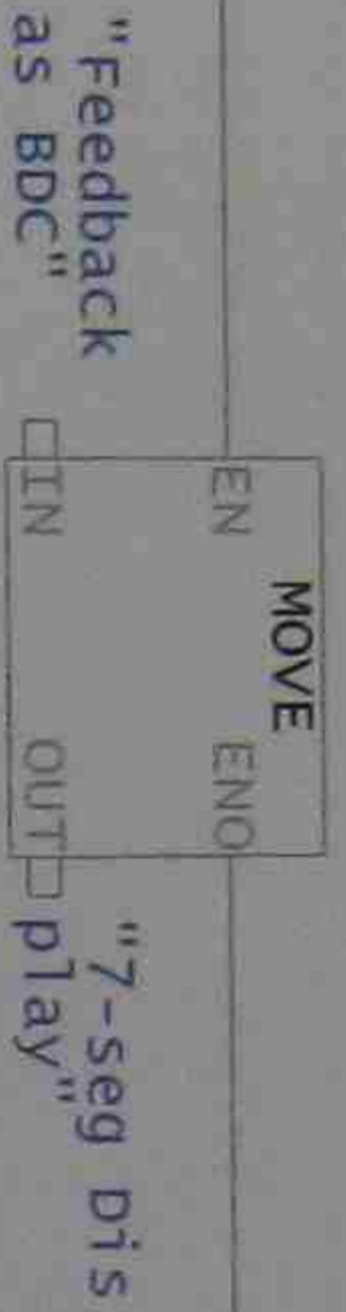 MOVE
EN
ENO
"Feedback
as BDC"
IN
OUT
"7-seg Dis
play"